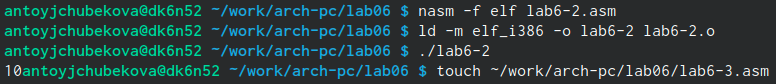 antoyjchubekova@dk6n52 ~/work/arch-pc/lab06 $ nasm -f elf lab6-2.asm
antoyjchubekova@dk6n52 ~/work/arch-pc/lab06 $ ld -m elf_i386 -o lab6-2 lab6-2.o
antoyjchubekova@dk6n52 ~/work/arch-pc/lab06 $ ./lab6-2
10antoyjchubekova@dk6n52 ~/work/arch-pc/lab06 $ touch ~/work/arch-pc/lab06/lab6-3.asm